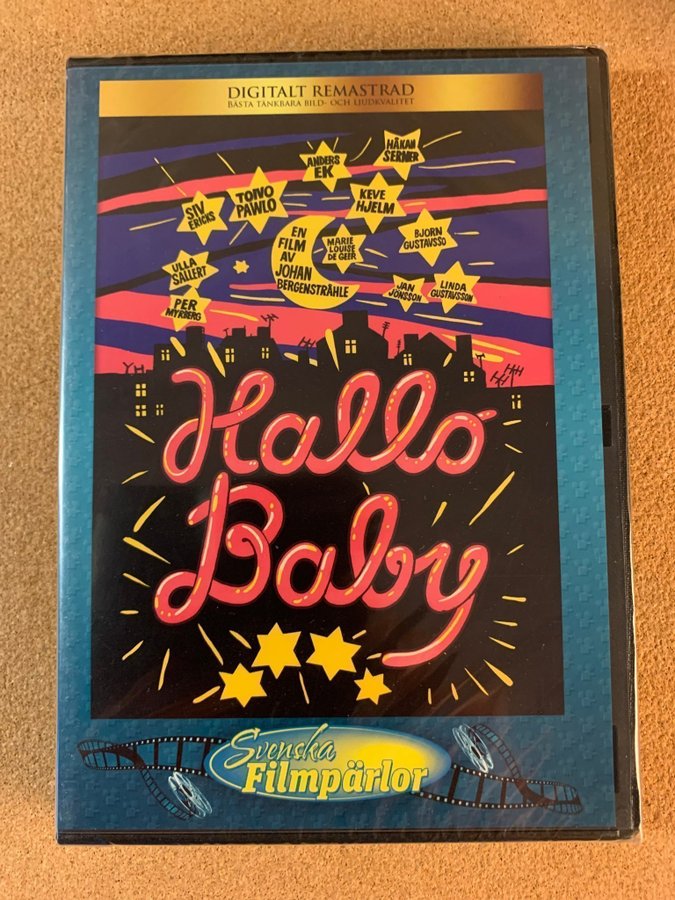 DIGITALT REMASTRAD
BÄSTA TÄNKBARA BILD- OCH LJUDKVALITET
HÅKAN
SERNER
ANDERS
EK
TOIVO
PAWLO
KEVE
HJELM
SIV
ERICKS
EN
FILM
AV
JOHAN
BERGENSTRÅHLE
MARIE
LOUISE
DE GEER
BJORN
GUSTAVSSO
ULLA
SALLERT
JAN
JÖNSSON
LINDA
GUSTAVSSON
PER
MYRBERG
Hallo
Baby
Svenska
Filmpärlor